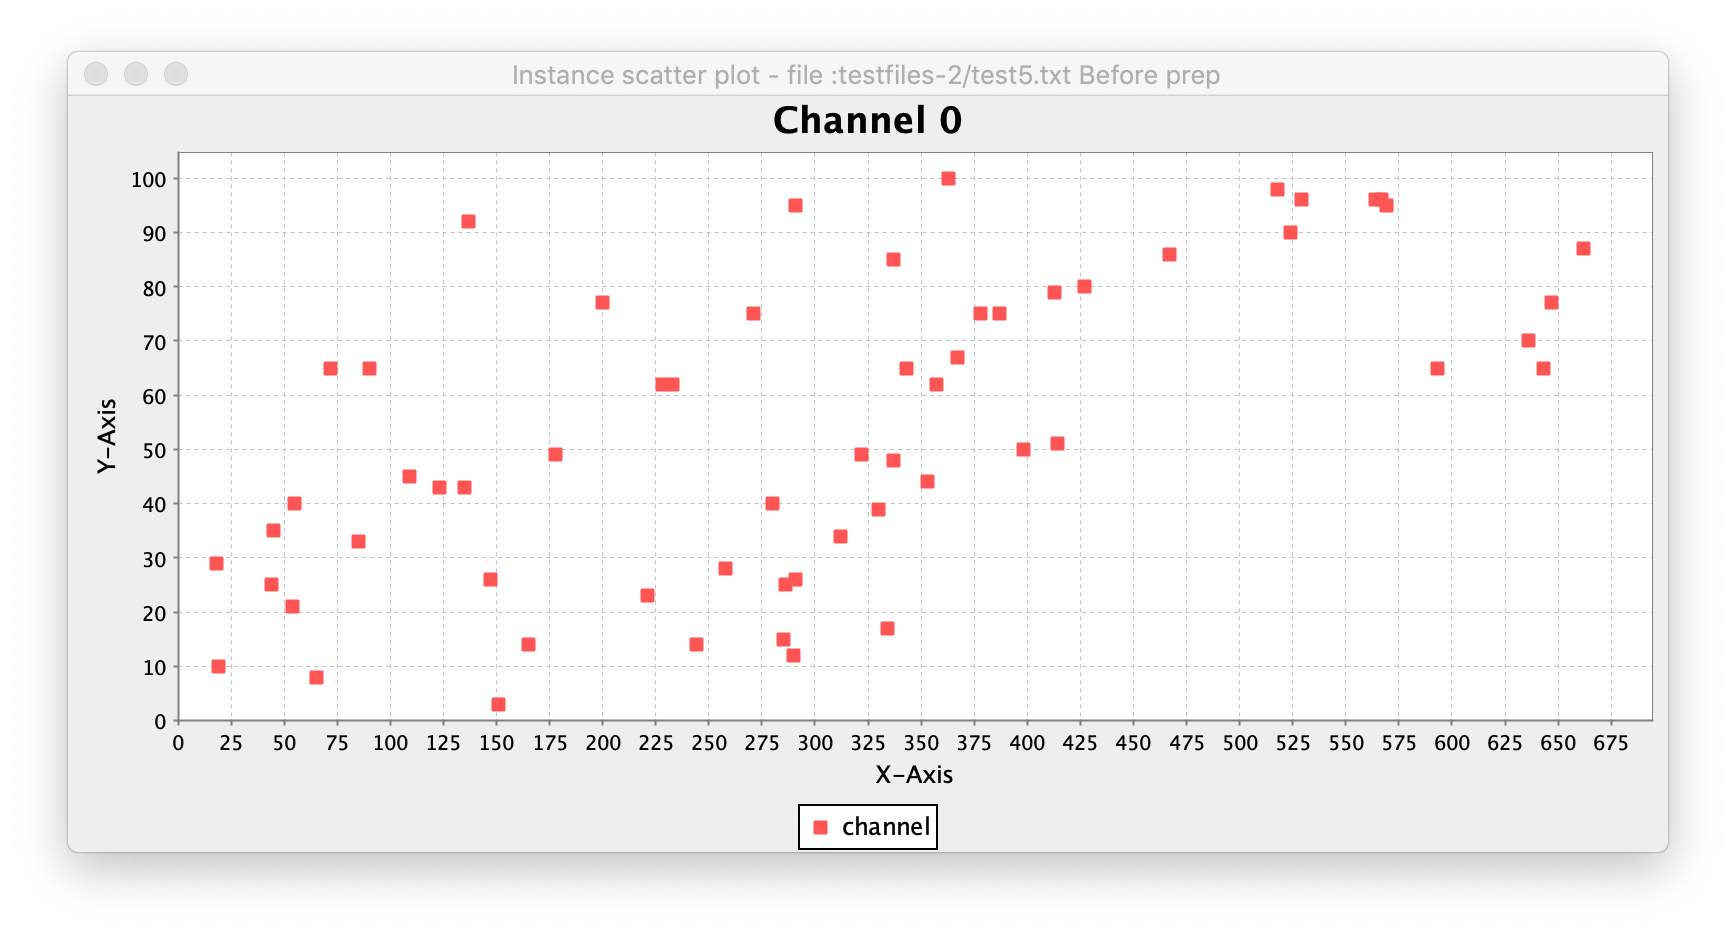 Instance scatter plot - file :testfiles-2/test5.txt Before prep
Channel 0
100
90
80
70
60
50
40
30
20
10
0
Y-Axis
0 25 50 75 100 125 150 175 200 225 250 275 300 325 350 375 400 425 450 475 500 525 550 575 600 625 650 675
X-Axis
channel